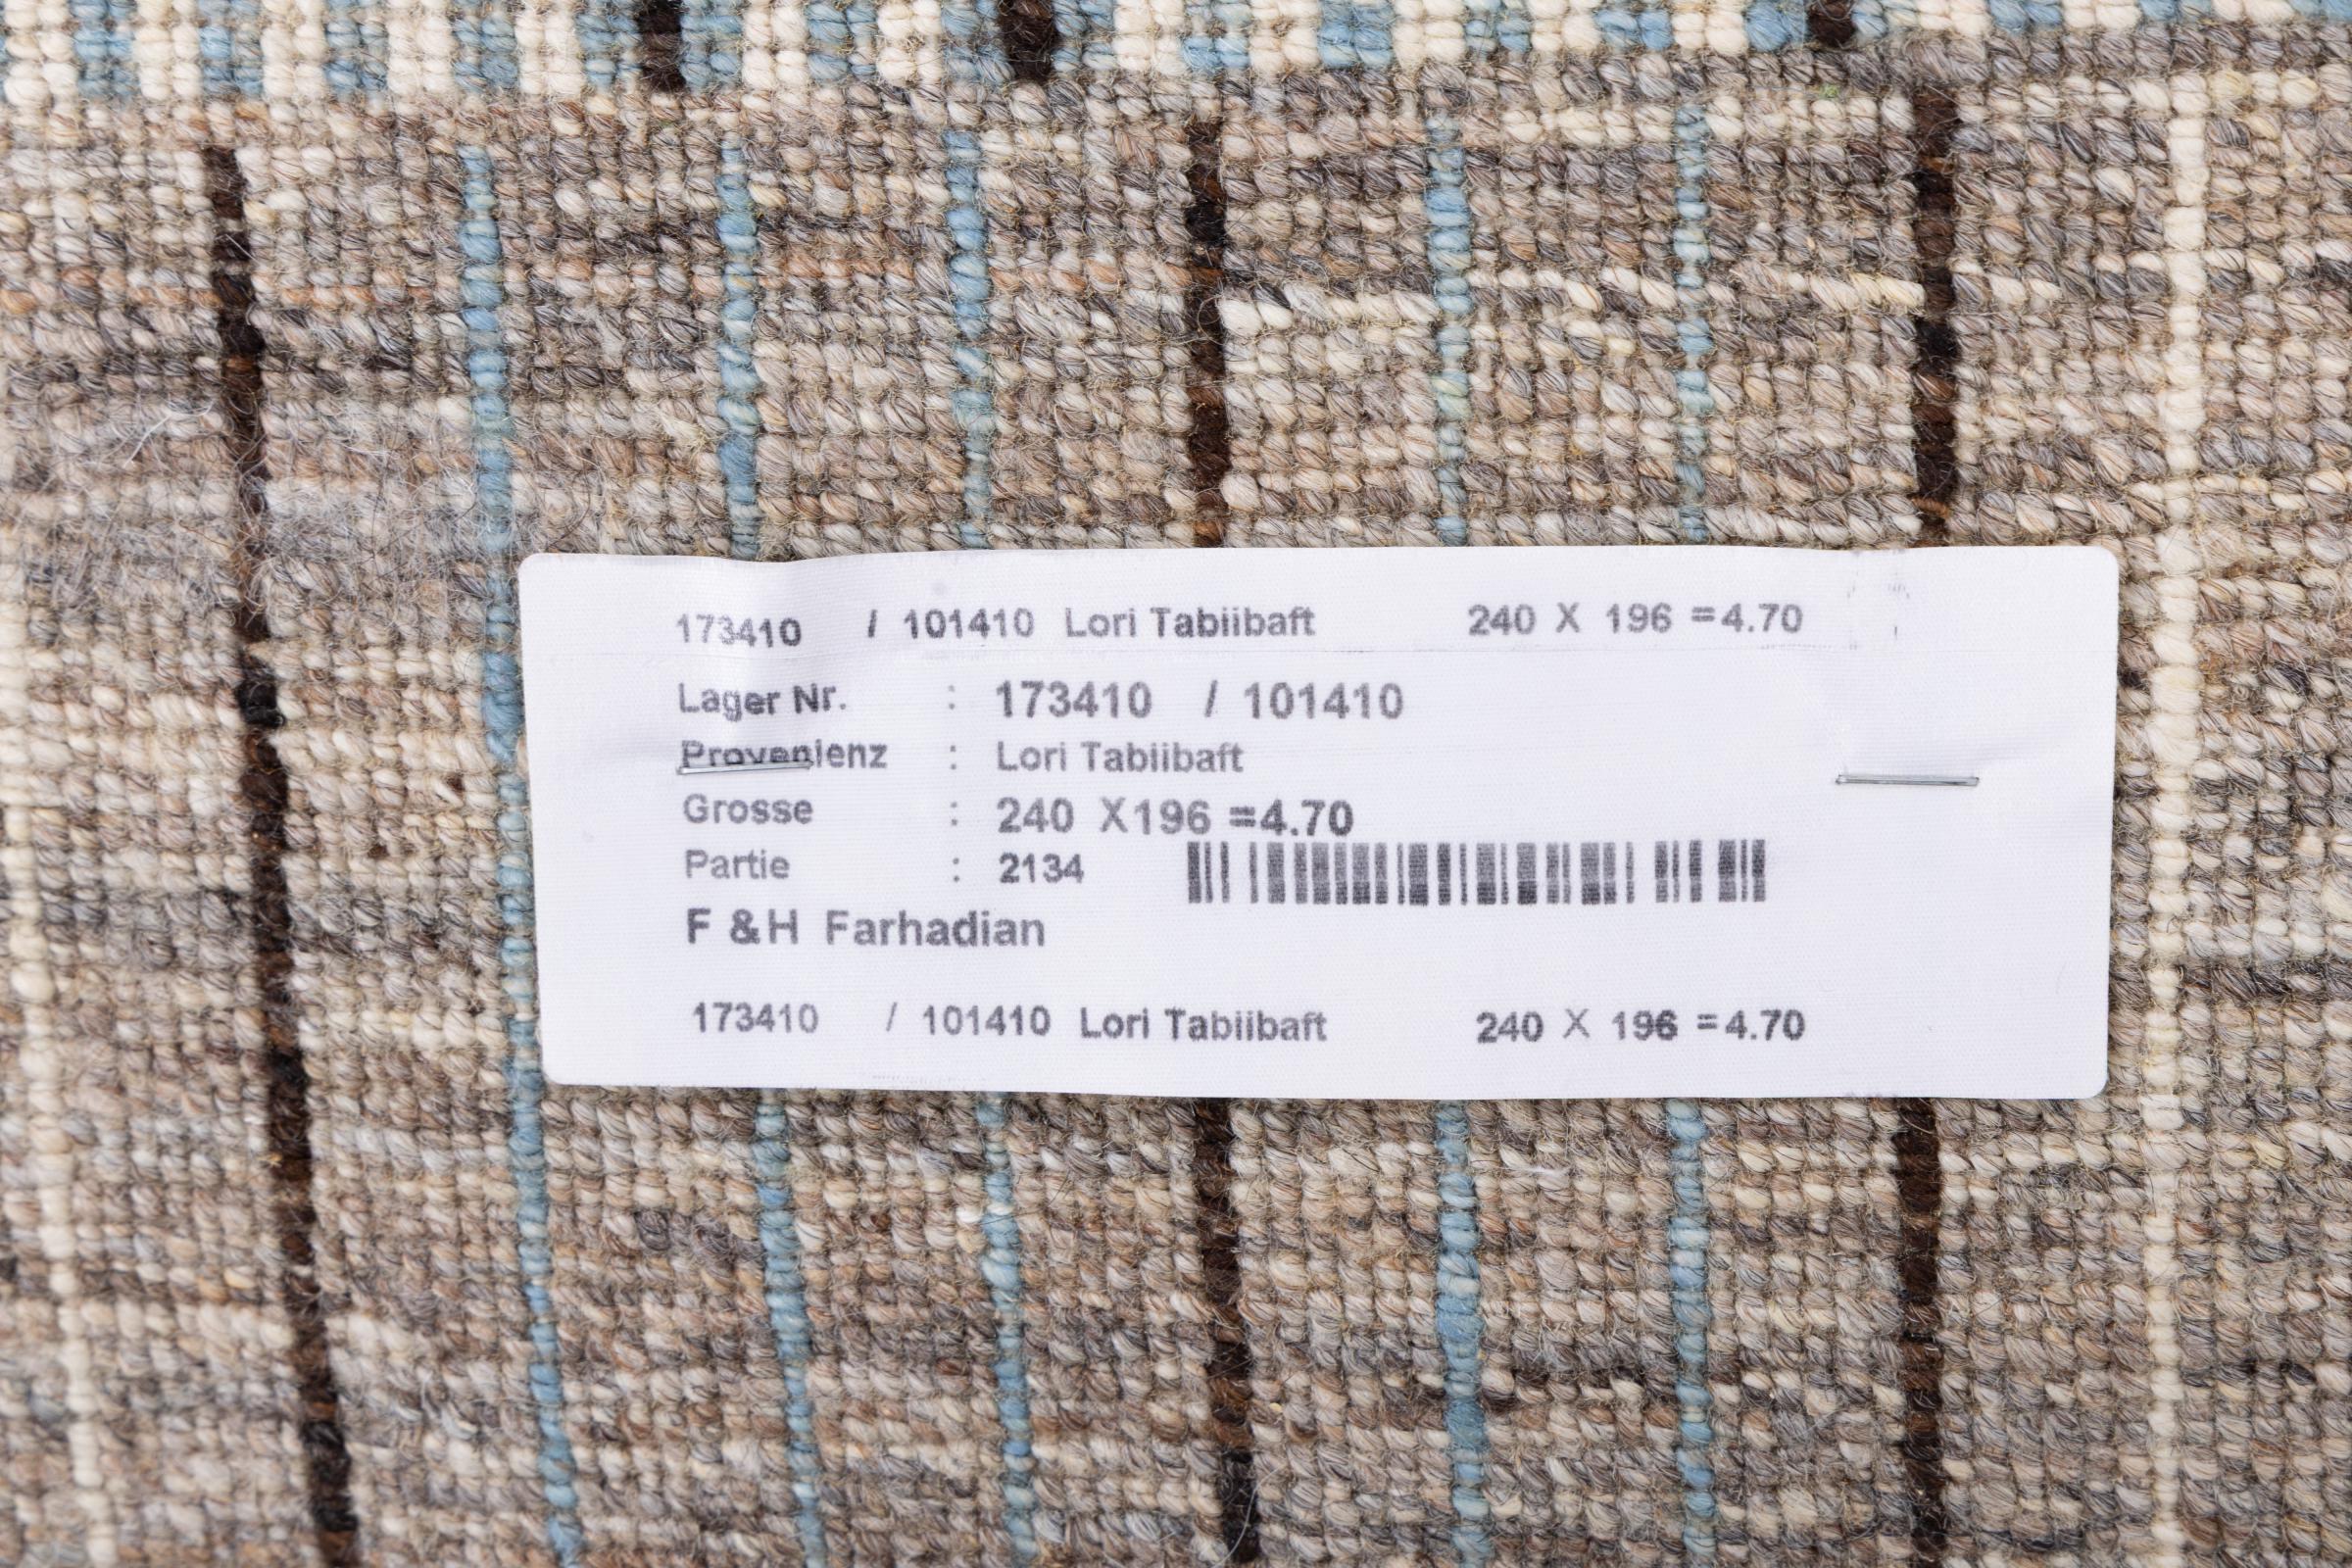 173410 / 101410 Lori Tabiibaft 240 X 196 =4.70
Lager Nr. : 173410 / 101410
Provenienz : Lori Tabiibaft
Grosse : 240 X196 =4.70
Partie : 2134
F & H Farhadian
173410 / 101410 Lori Tabiibaft 240 X 196 =4.70